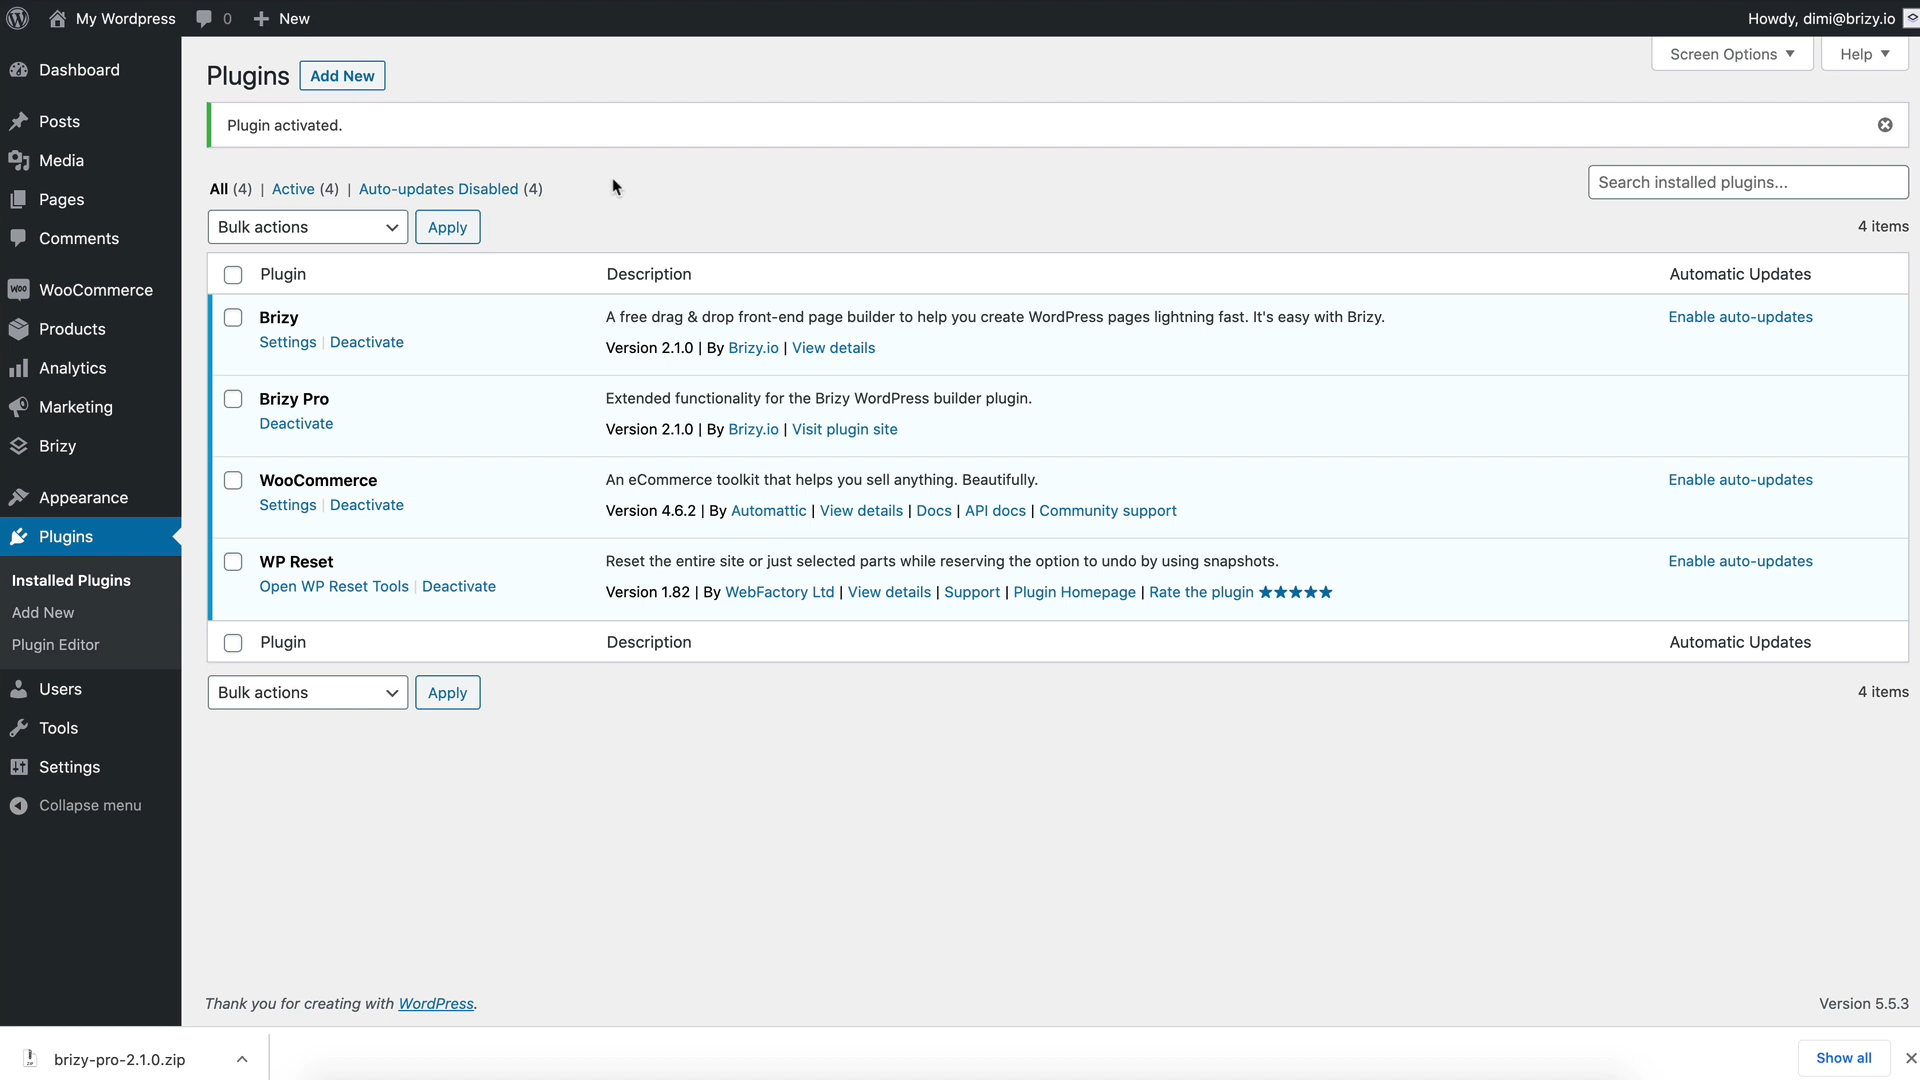 My Wordpress 0 New Howdy, dimi@brizy.io
Screen Options Help
Dashboard
Posts
Media
Pages
Comments
WooCommerce
Products
Analytics
Marketing
Brizy
Appearance
Plugins
Installed Plugins
Add New
Plugin Editor
Users
Tools
Settings
Collapse menu
Plugins Add New
Plugin activated.
All (4) | Active (4) | Auto-updates Disabled (4)
Search installed plugins...
Bulk actions Apply 4 items
Plugin Description Automatic Updates
Brizy A free drag & drop front-end page builder to help you create WordPress pages lightning fast. It's easy with Brizy. Enable auto-updates
Settings | Deactivate Version 2.1.0 | By Brizy.io | View details
Brizy Pro Extended functionality for the Brizy WordPress builder plugin.
Deactivate Version 2.1.0 | By Brizy.io | Visit plugin site
WooCommerce An eCommerce toolkit that helps you sell anything. Beautifully. Enable auto-updates
Settings | Deactivate Version 4.6.2 | By Automattic | View details | Docs | API docs | Community support
WP Reset Reset the entire site or just selected parts while reserving the option to undo by using snapshots. Enable auto-updates
Open WP Reset Tools | Deactivate Version 1.82 | By WebFactory Ltd | View details | Support | Plugin Homepage | Rate the plugin ★★★★★
Plugin Description Automatic Updates
Bulk actions Apply 4 items
Thank you for creating with WordPress. Version 5.5.3
brizy-pro-2.1.0.zip Show all